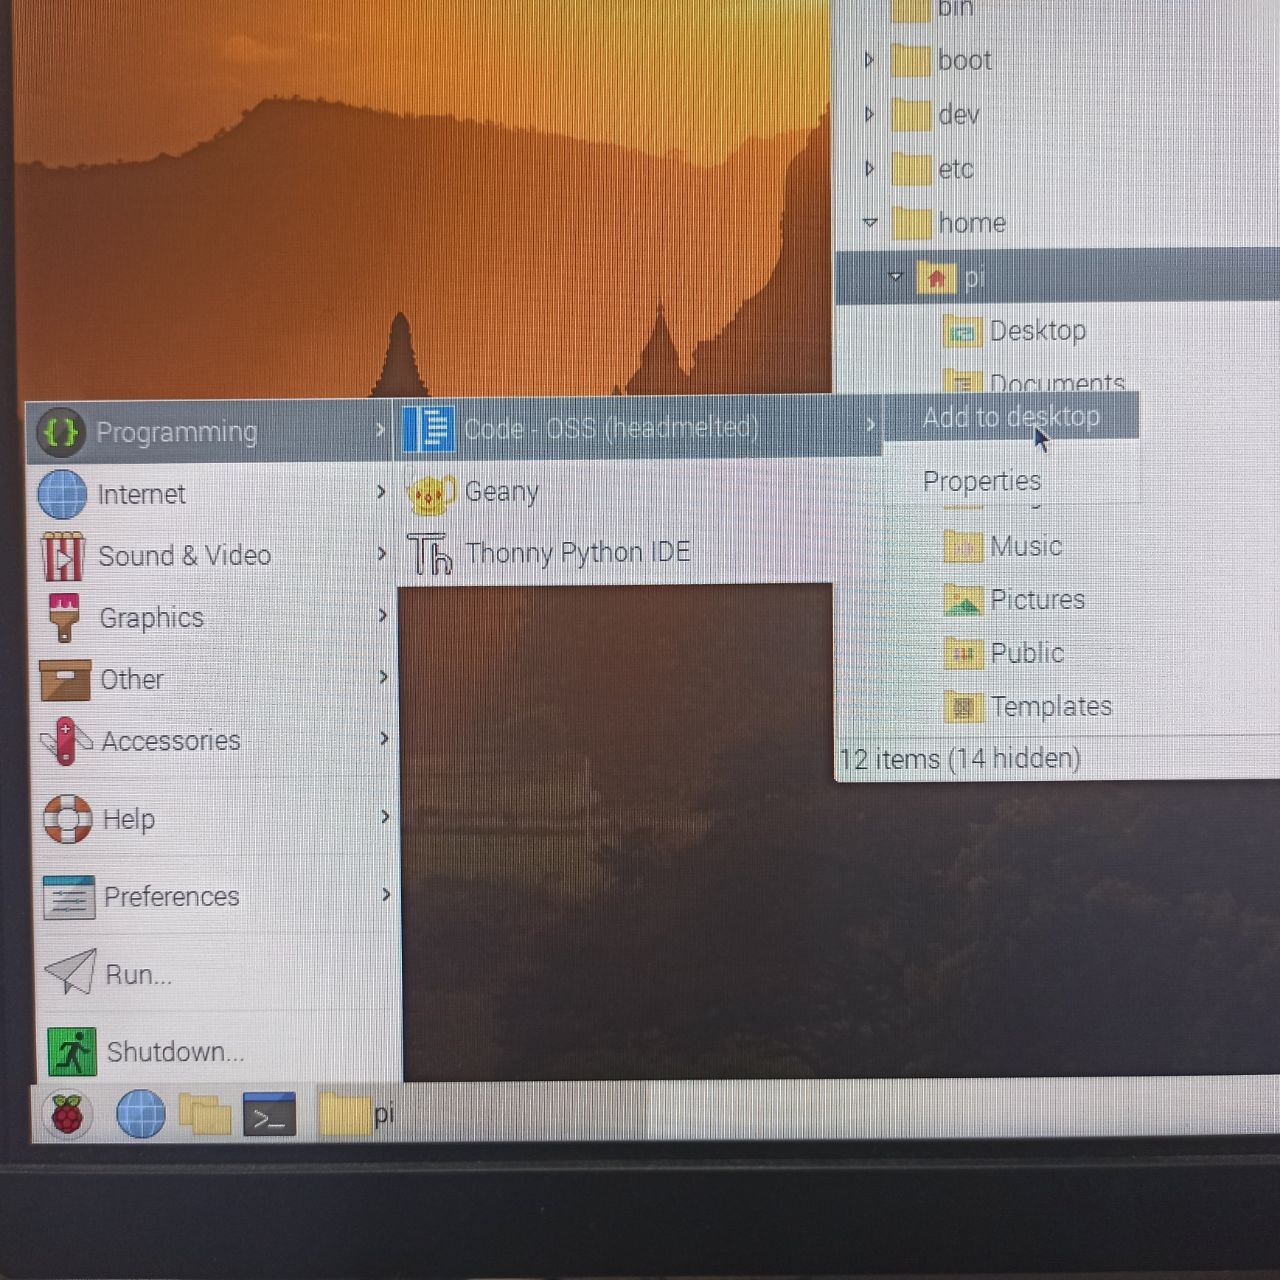 bin
boot
dev
etc
home
pi
Desktop
Documents
Programming
Code - OSS (headmelted)
Add to desktop
Internet
Geany
Properties
Sound & Video
Thonny Python IDE
Music
Graphics
Pictures
Other
Public
Accessories
Templates
12 items (14 hidden)
Help
Preferences
Run...
Shutdown...
>_
pi